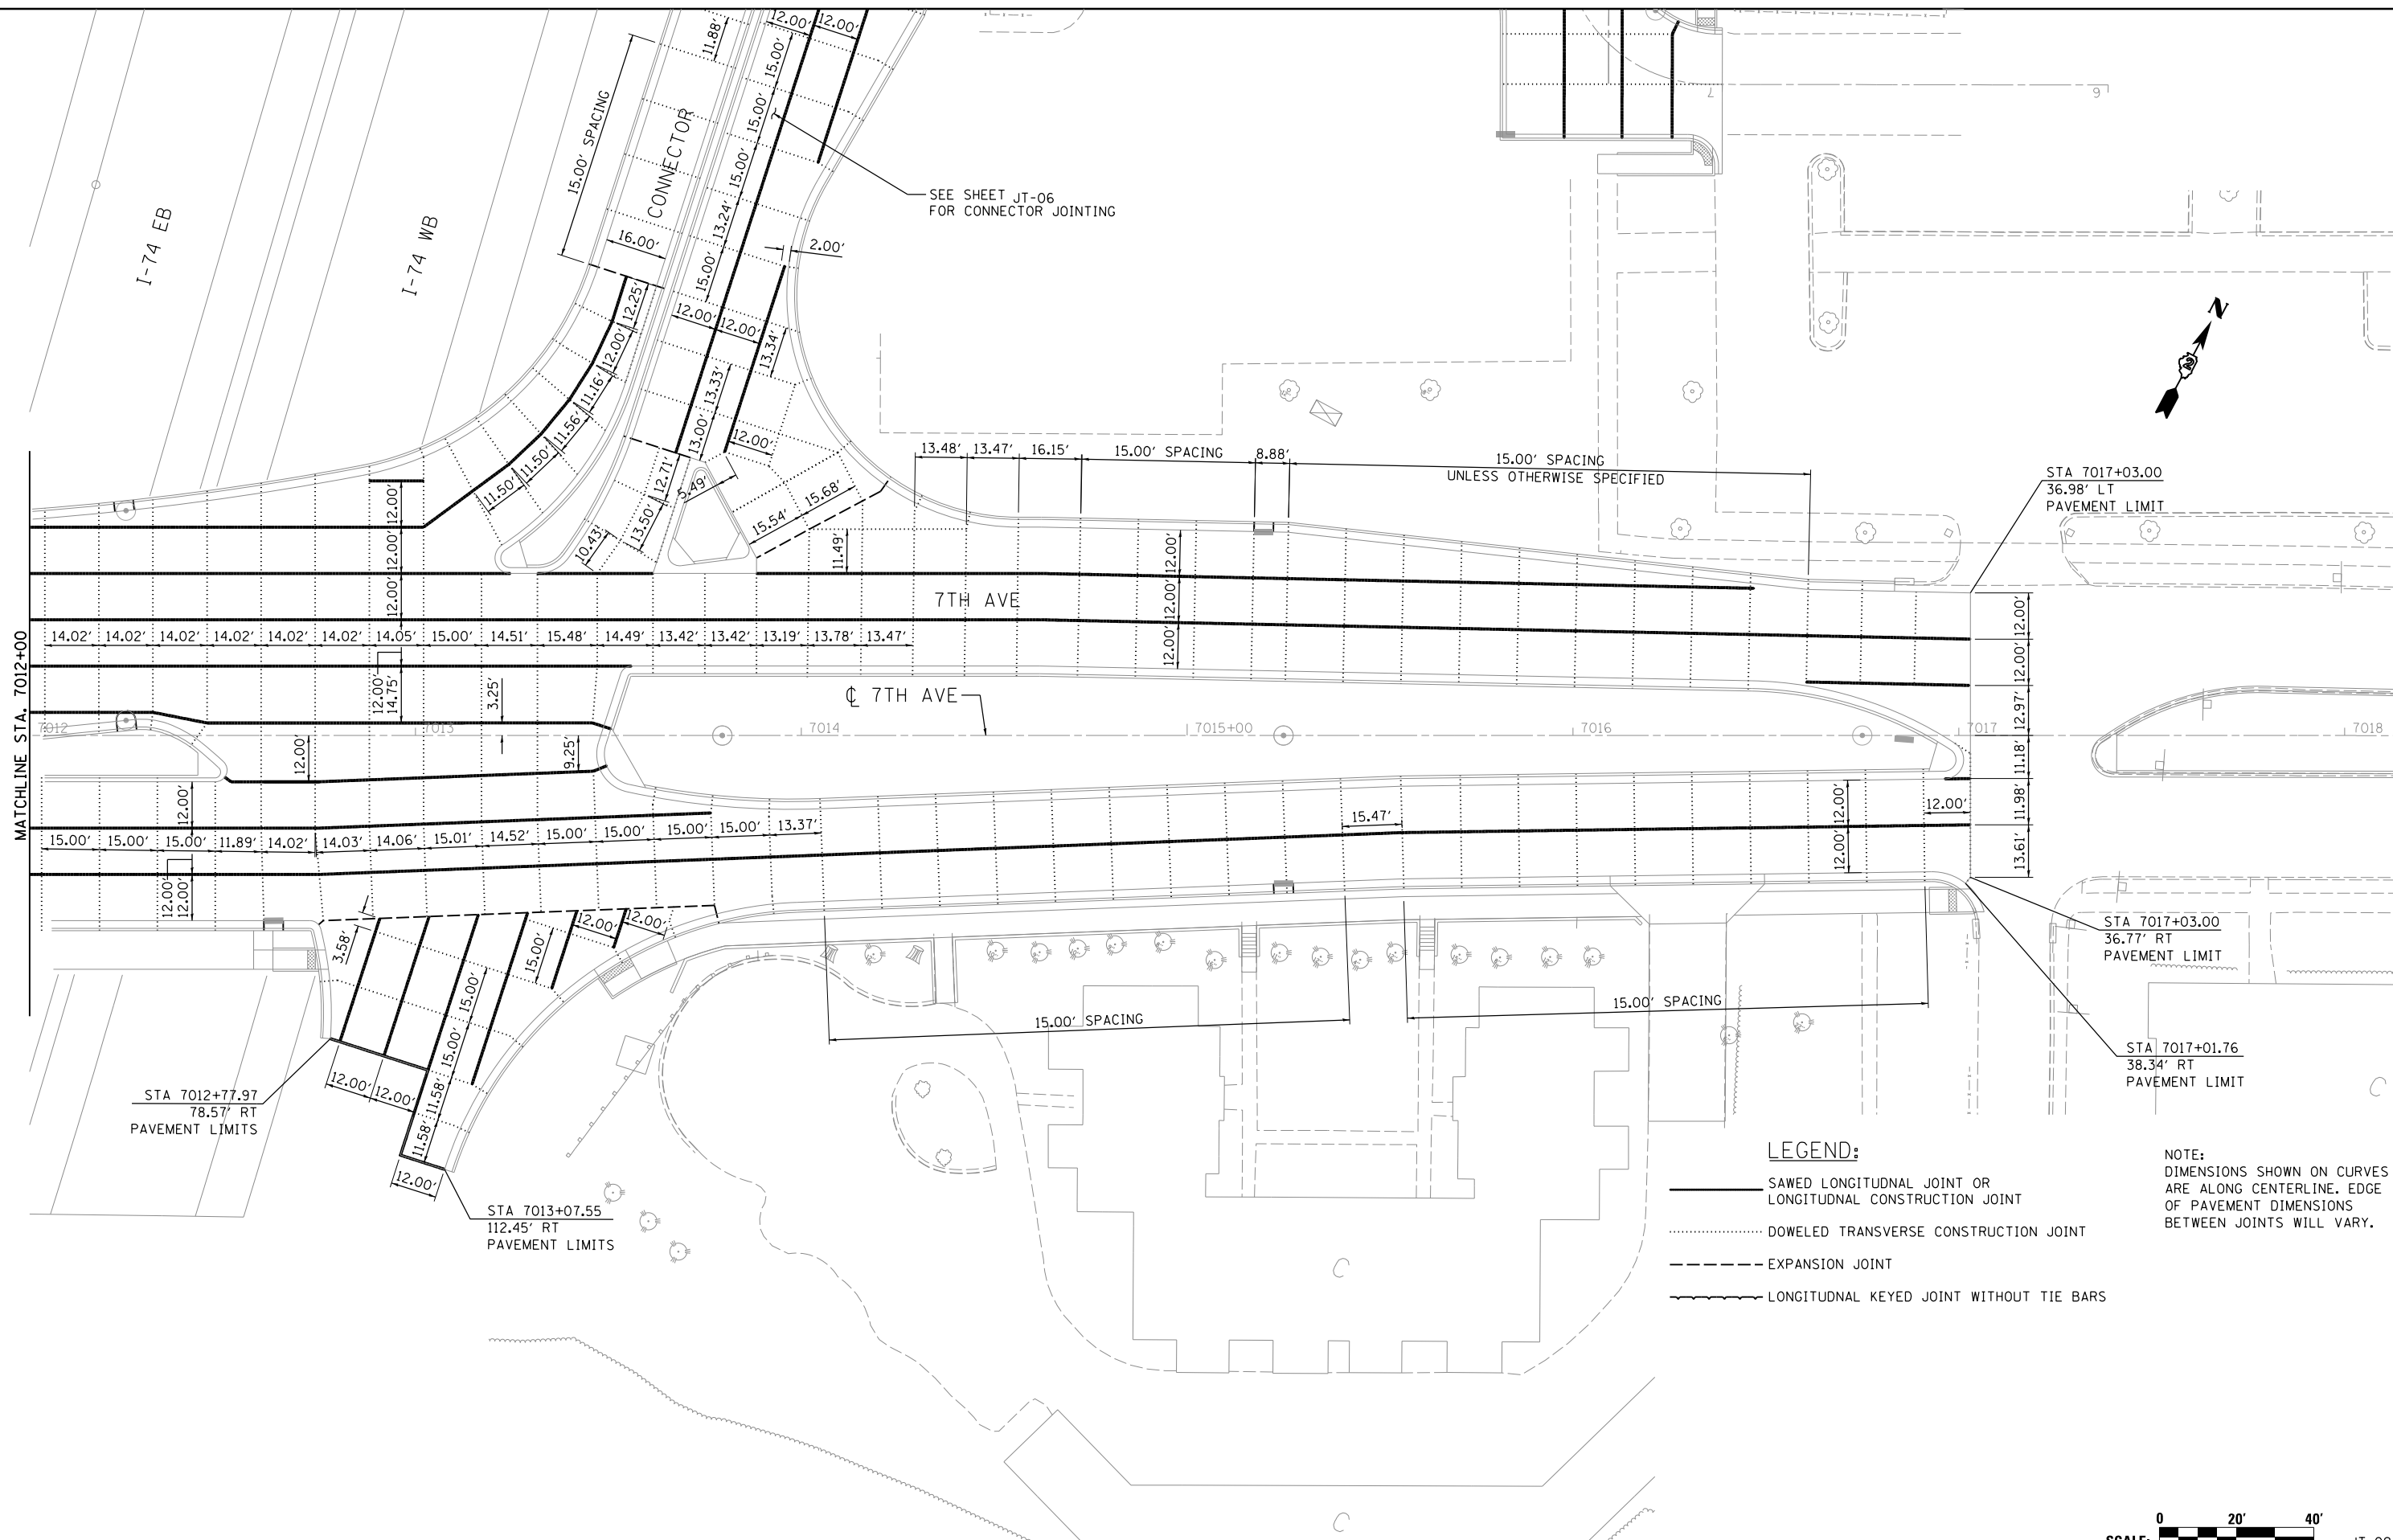 12.00'
12.00'
11.88'
15.00'
15.00'
15.00' SPACING
15.00'
CONNECTOR
13.24'
15.00'
16.00'
2.00'
SEE SHEET JT-06
FOR CONNECTOR JOINTING
7
6
I-74 EB
I-74 WB
N
12.25'
12.00'
11.16'
11.56'
11.50'
11.50'
12.00'
12.00'
13.34'
13.33'
13.00'
12.00'
12.71'
5.49'
13.50'
10.43'
15.68'
15.54'
11.49'
13.48'
13.47'
16.15'
15.00' SPACING
8.88'
15.00' SPACING
UNLESS OTHERWISE SPECIFIED
STA 7017+03.00
36.98' LT
PAVEMENT LIMIT
12.00'
12.00'
12.00'
12.00'
12.00'
12.00'
7TH AVE
MATCHLINE STA. 7012+00
14.02'
14.02'
14.02'
14.02'
14.02'
14.02'
14.05'
15.00'
14.51'
15.48'
14.49'
13.42'
13.42'
13.19'
13.78'
13.47'
12.00'
14.75'
3.25'
℄ 7TH AVE
7012
7013
7014
7015+00
7016
7017
7018
12.00'
9.25'
12.00'
12.00'
12.97'
11.18'
11.98'
13.61'
12.00'
12.00'
12.00'
12.00'
15.47'
15.00'
15.00'
15.00'
11.89'
14.02'
14.03'
14.06'
15.01'
14.52'
15.00'
15.00'
15.00'
15.00'
13.37'
12.00'
12.00'
3.58'
12.00'
12.00'
15.00'
15.00'
15.00'
11.58'
11.58'
12.00'
12.00'
12.00'
15.00' SPACING
15.00' SPACING
STA 7017+03.00
36.77' RT
PAVEMENT LIMIT
STA 7017+01.76
38.34' RT
PAVEMENT LIMIT
STA 7012+77.97
78.57' RT
PAVEMENT LIMITS
STA 7013+07.55
112.45' RT
PAVEMENT LIMITS
LEGEND:
SAWED LONGITUDNAL JOINT OR
LONGITUDNAL CONSTRUCTION JOINT
DOWELED TRANSVERSE CONSTRUCTION JOINT
EXPANSION JOINT
LONGITUDNAL KEYED JOINT WITHOUT TIE BARS
NOTE:
DIMENSIONS SHOWN ON CURVES
ARE ALONG CENTERLINE. EDGE
OF PAVEMENT DIMENSIONS
BETWEEN JOINTS WILL VARY.
0 20' 40'
SCALE: